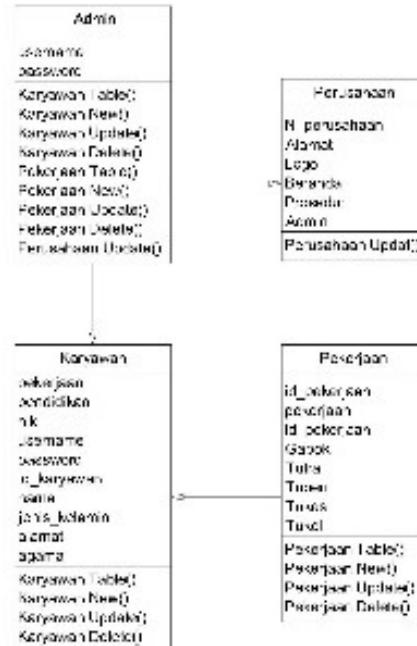 Admin
username
password
Karyawan Table()
Karyawan New()
Karyawan Update()
Karyawan Delete()
Pekerjaan Table()
Pekerjaan New()
Pekerjaan Update()
Pekerjaan Delete()
Perusahaan Update()
Perusahaan
N_perusahaan
Alamat
Logo
Beranda
Prosedur
Admin
Perusahaan Updat()
Karyawan
pekerjaan
pendidikan
nik
username
password
id_karyawan
nama
jenis_kelamin
alamat
agama
Karyawan Table()
Karyawan New()
Karyawan Update()
Karyawan Delete()
Pekerjaan
id_pekerjaan
pekerjaan
id_pekerjaan
Gapok
Pekerjaan Table()
Pekerjaan New()
Pekerjaan Update()
Pekerjaan Delete()